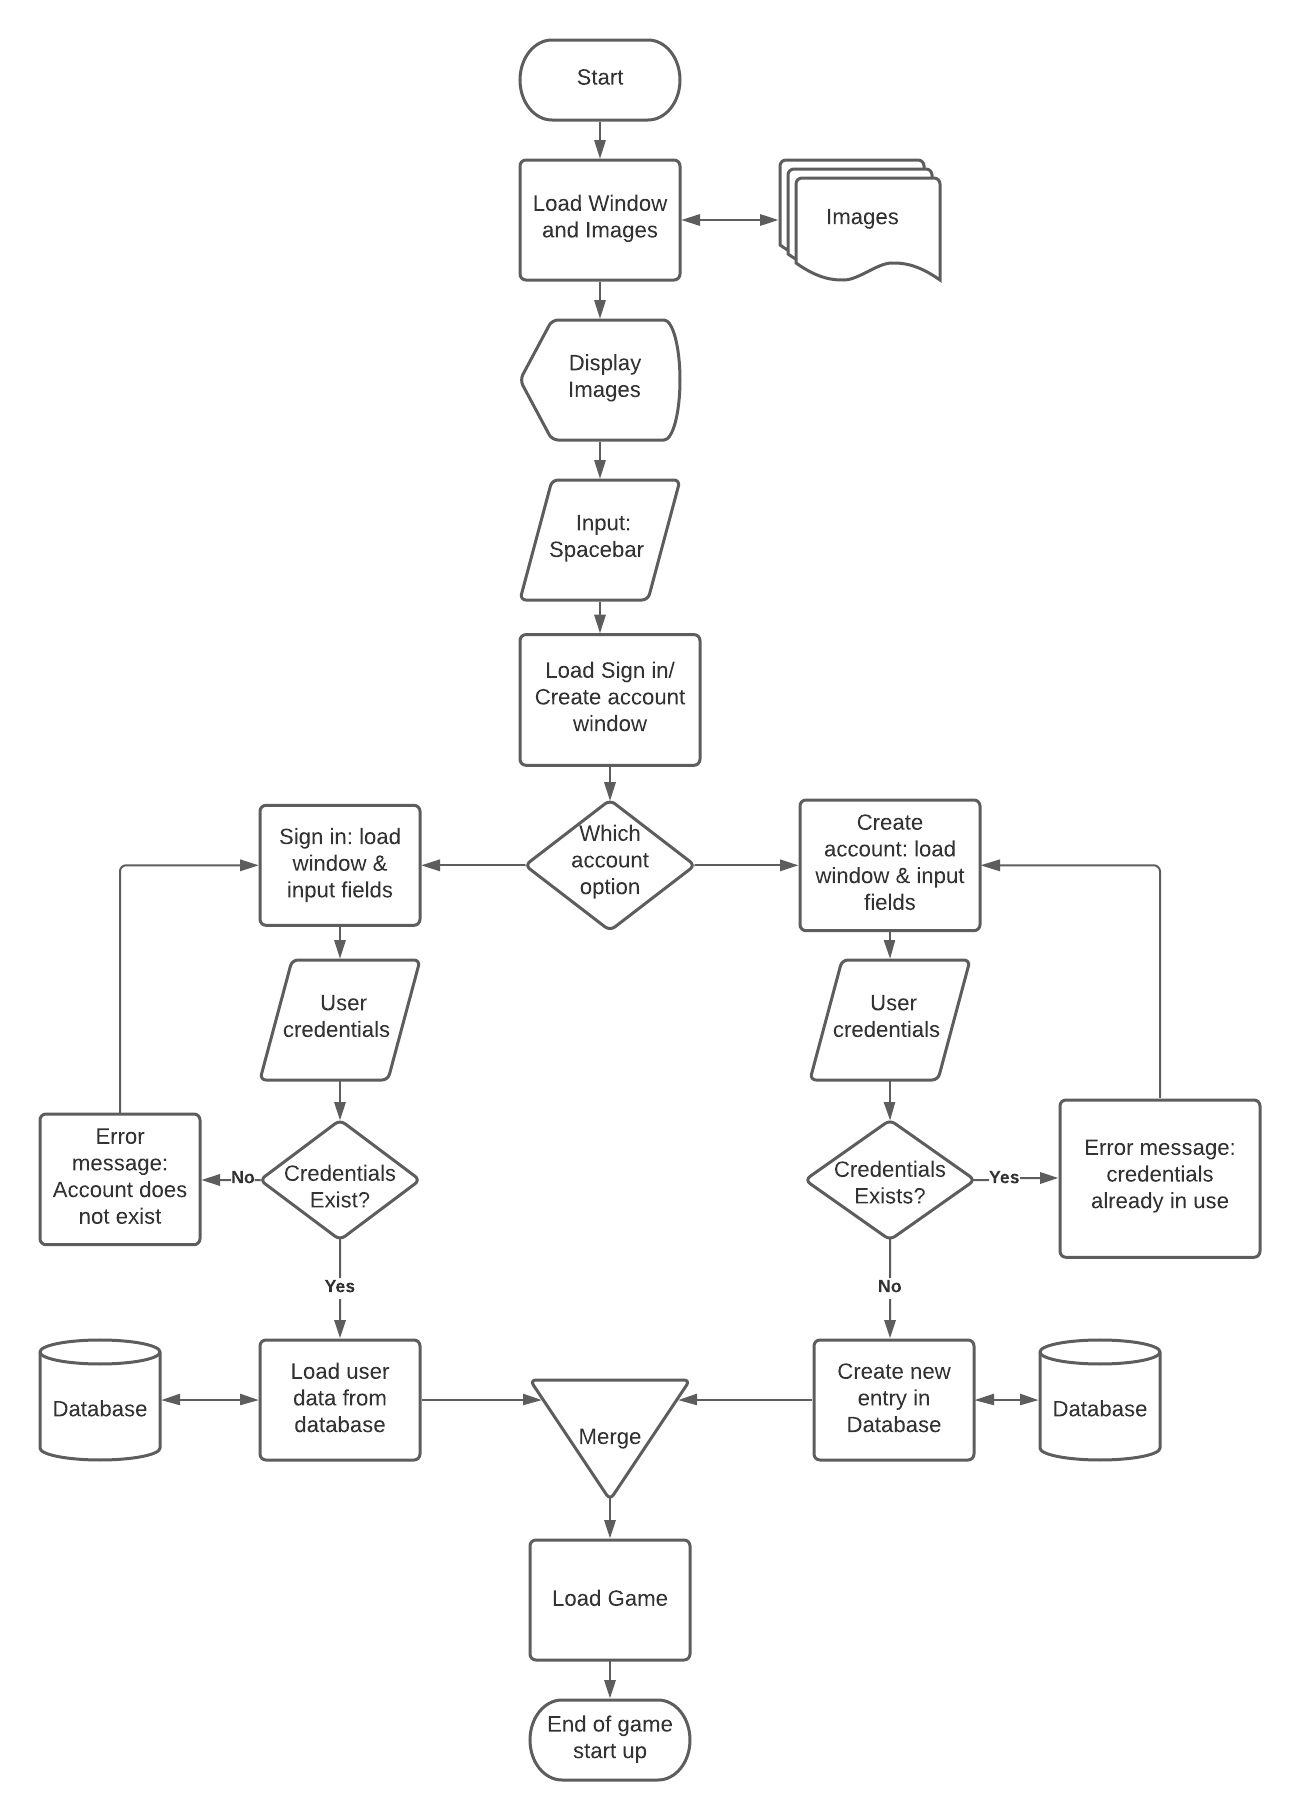 Start
Load Window
and Images
Images
Display
Images
Input:
Spacebar
Load Sign in/
Create account
window
Which
account
option
Sign in: load
window &
input fields
Create
account: load
window & input
fields
User
credentials
User
credentials
Error
message:
Account does
not exist
No
Credentials
Exist?
Credentials
Exists?
Yes
Error message:
credentials
already in use
Yes
No
Database
Load user
data from
database
Merge
Create new
entry in
Database
Database
Load Game
End of game
start up